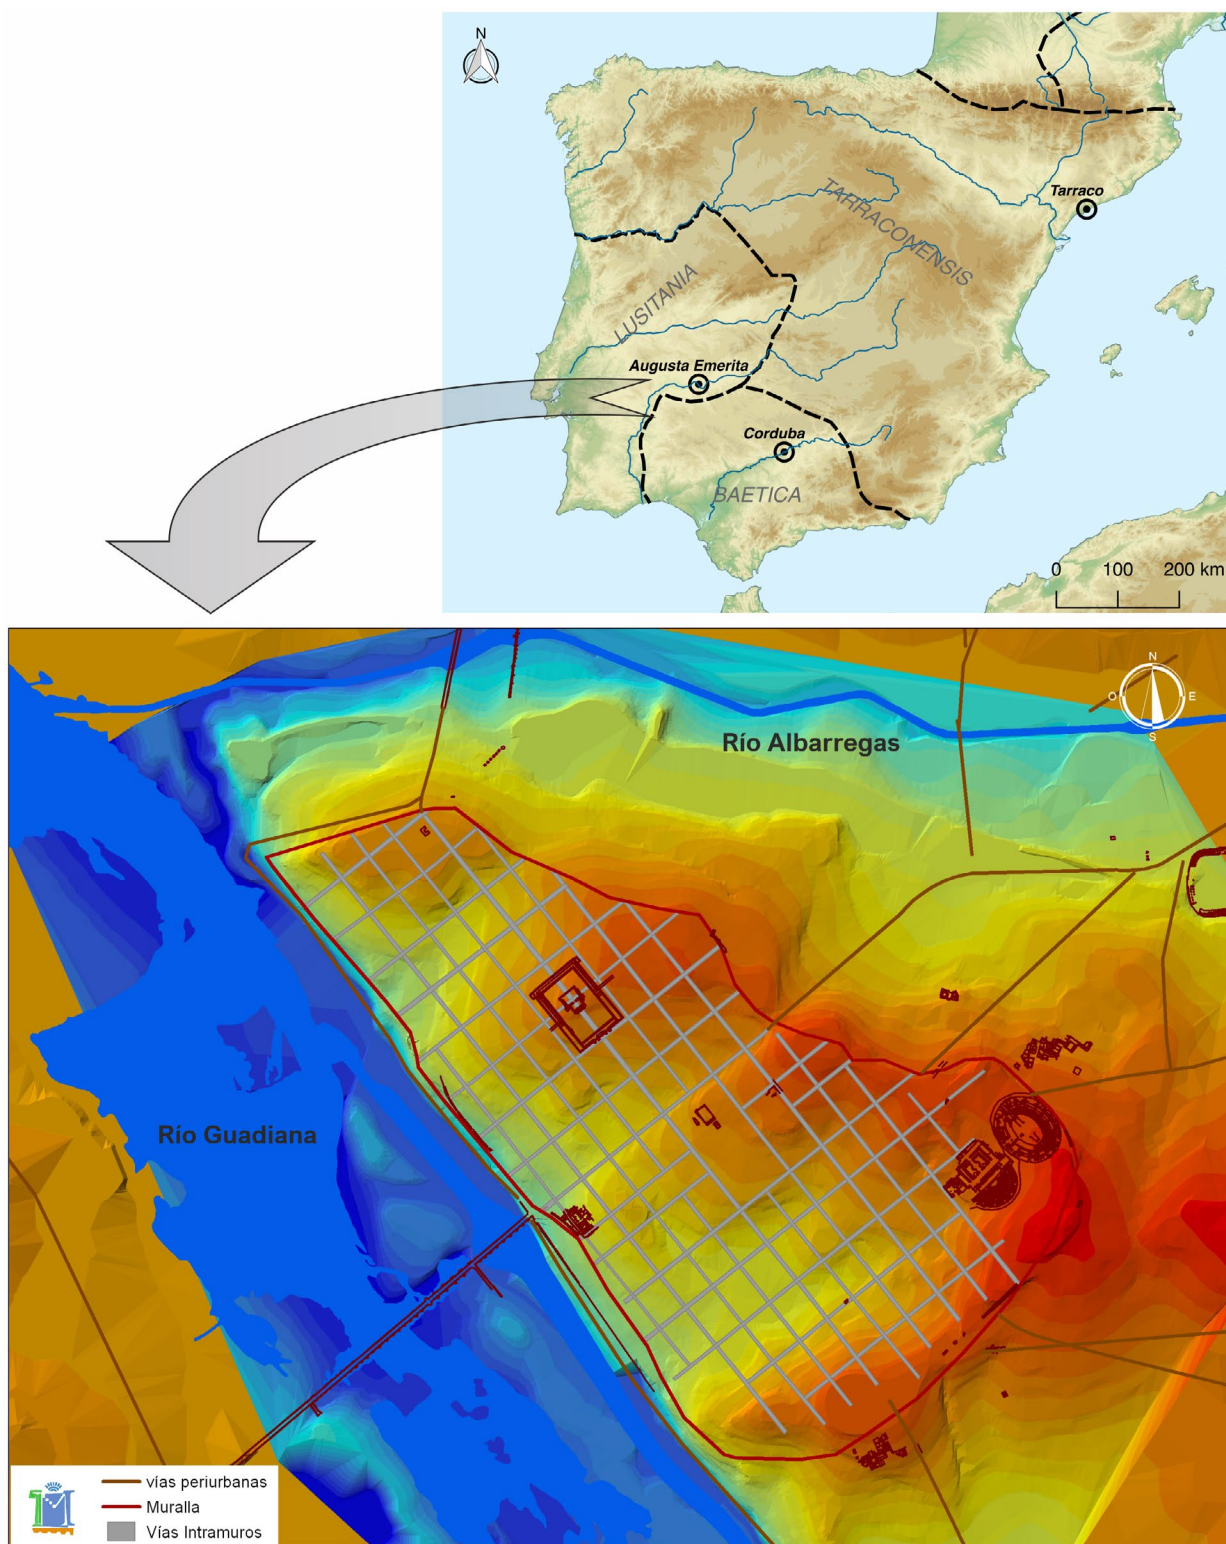 N
TARRACONENSIS
Tarraco
LUSITANIA
Augusta Emerita
Corduba
BAETICA
0 100 200 km
N
O E
S
Río Albarregas
Río Guadiana
vías periurbanas
Muralla
Vías Intramuros